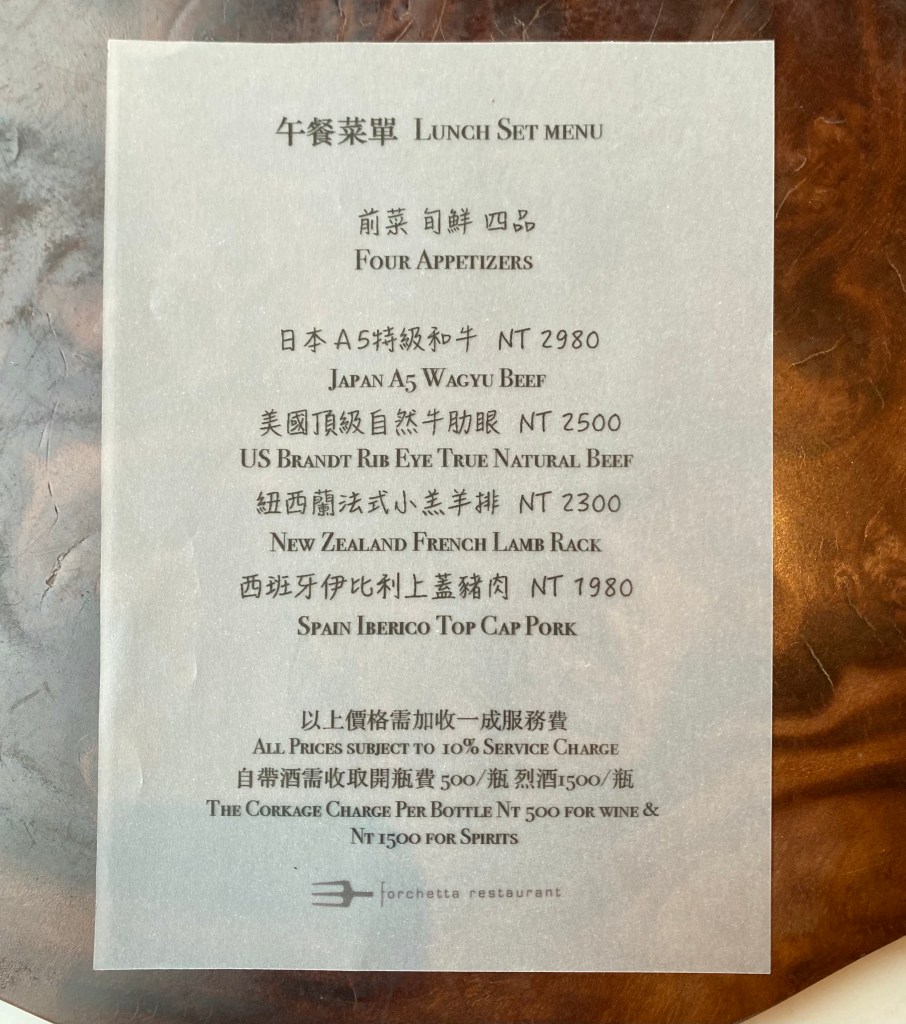 午餐菜單 LUNCH SET MENU
前菜 旬鮮 四品
FOUR APPETIZERS
日本A5特級和牛 NT 2980
JAPAN A5 WAGYU BEEF
美國頂級自然牛肋眼 NT 2500
US BRANDT RIB EYE TRUE NATURAL BEEF
紐西蘭法式小羔羊排 NT 2300
NEW ZEALAND FRENCH LAMB RACK
西班牙伊比利上蓋豬肉 NT 1980
SPAIN IBERICO TOP CAP PORK
以上價格需加收一成服務費
ALL PRICES SUBJECT TO 10% SERVICE CHARGE
自帶酒需收取開瓶費 500/瓶 烈酒1500/瓶
THE CORKAGE CHARGE PER BOTTLE NT 500 FOR WINE &
NT 1500 FOR SPIRITS
forchetta restaurant